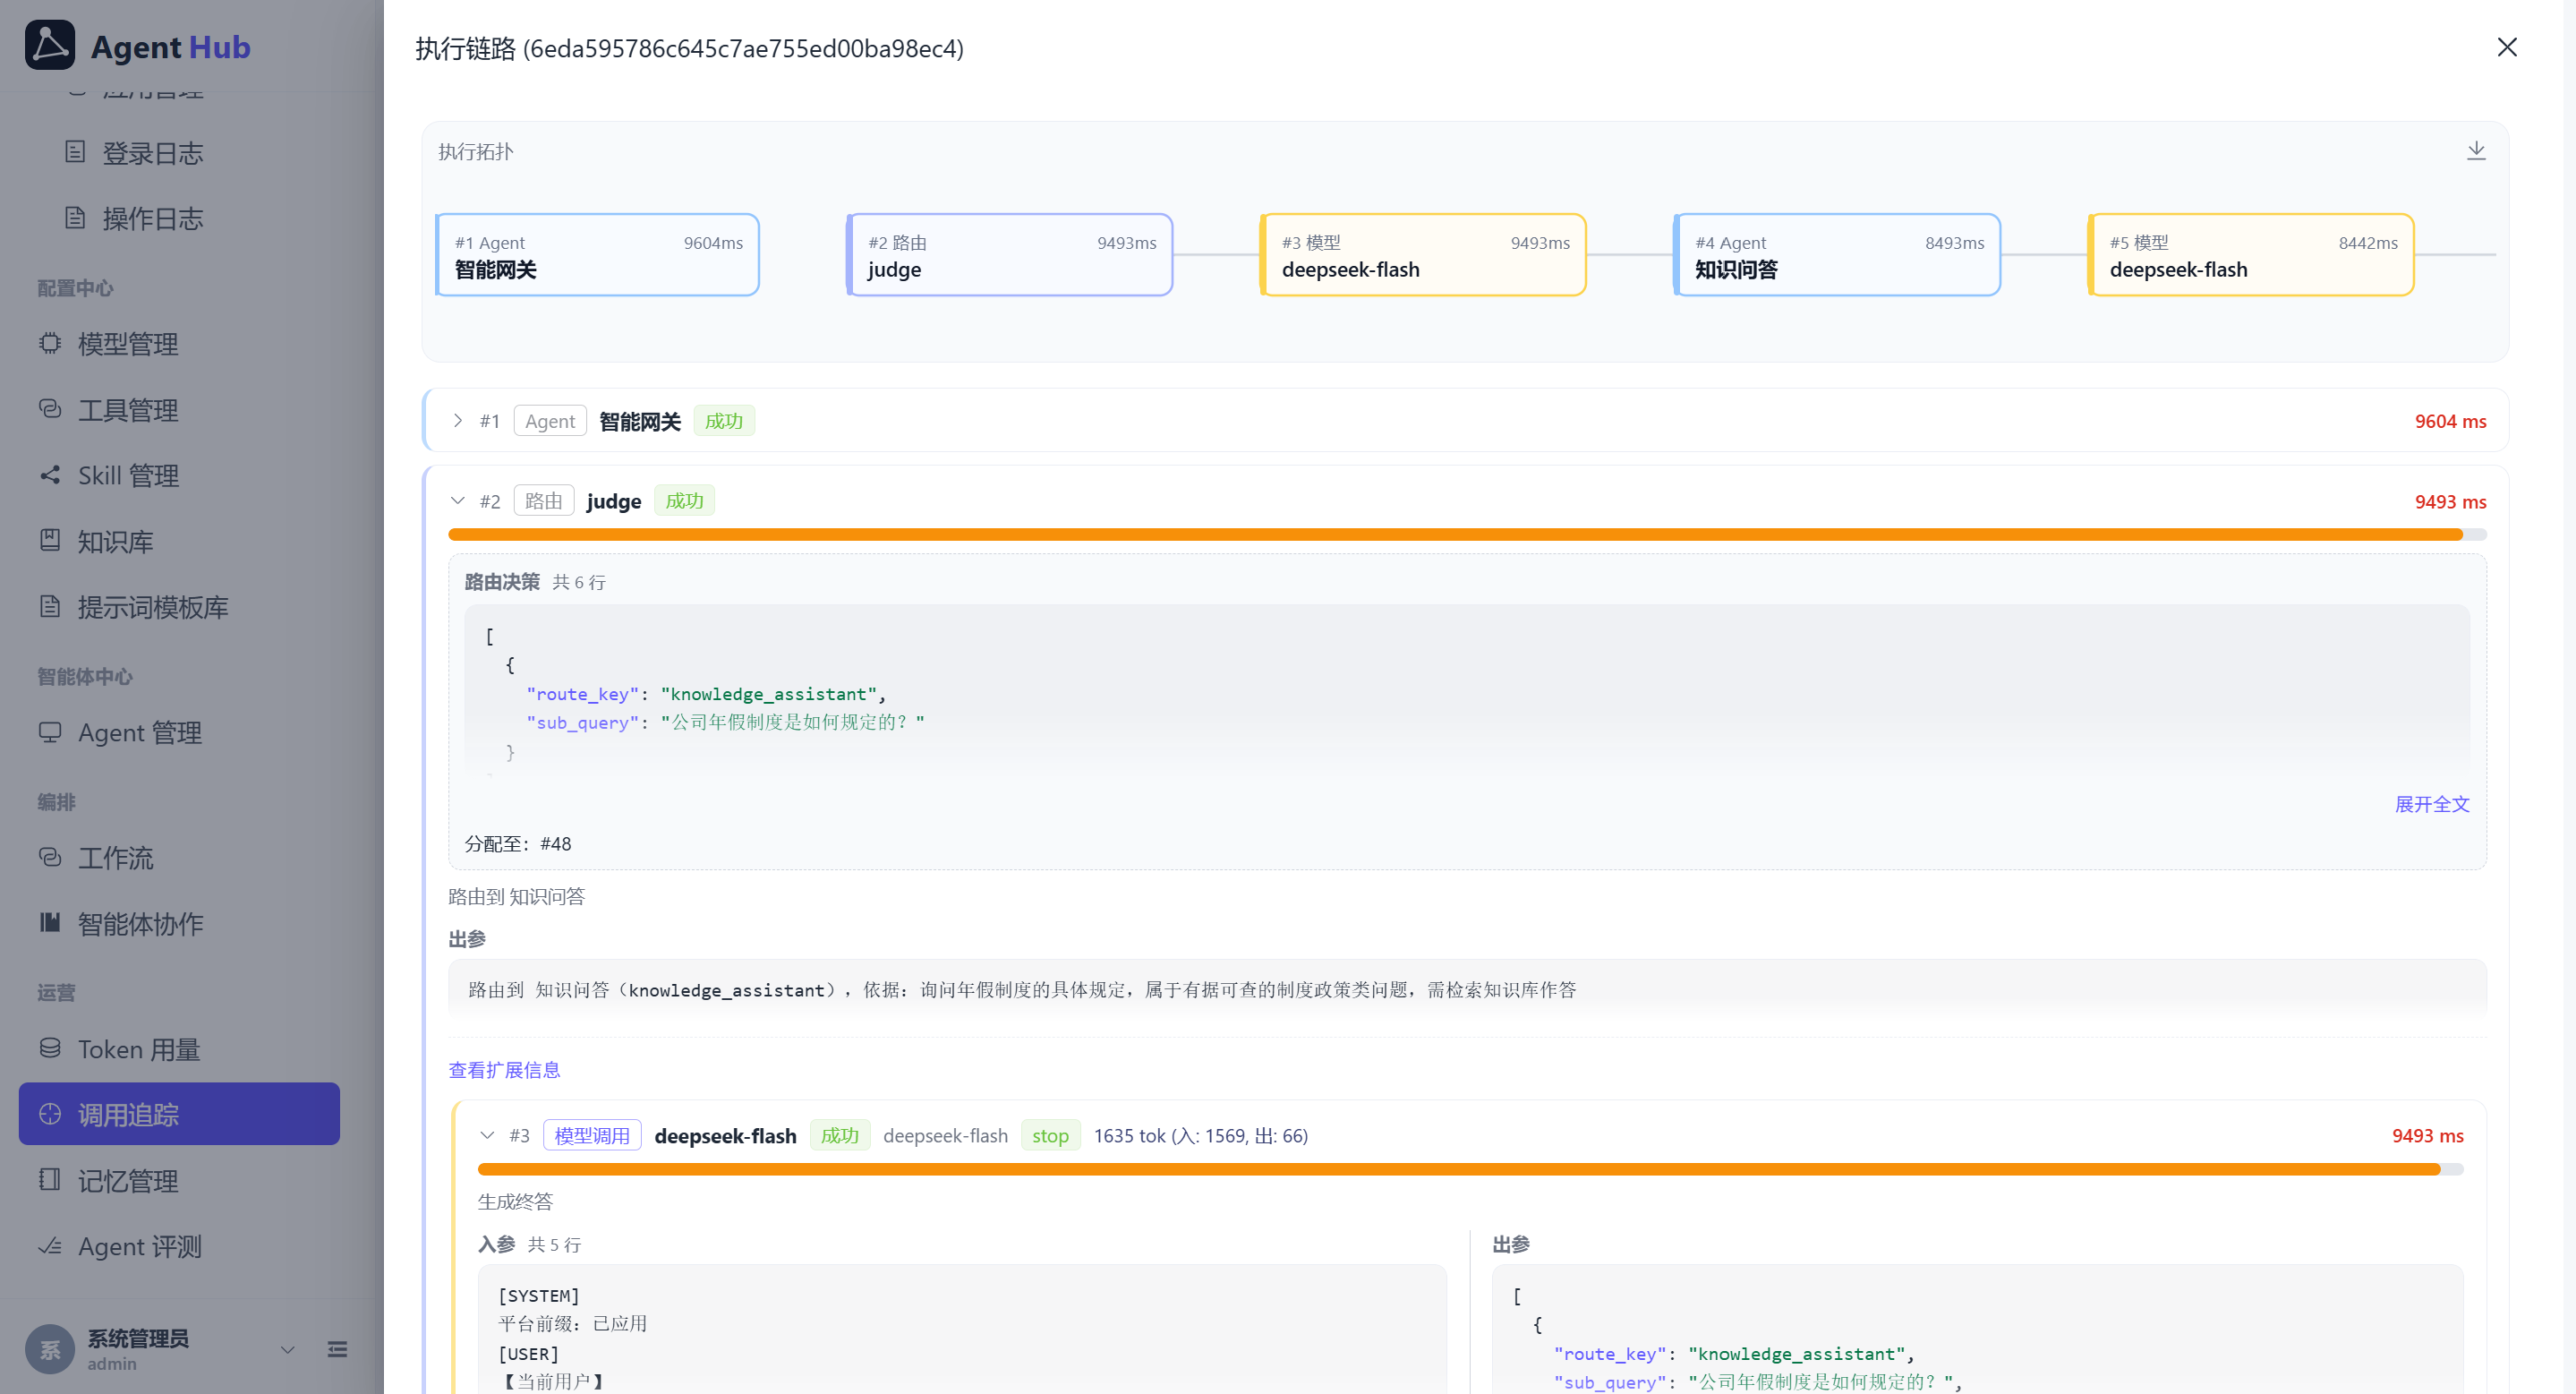 Agent Hub
应用管理
登录日志
操作日志
配置中心
模型管理
工具管理
Skill 管理
知识库
提示词模板库
智能体中心
Agent 管理
编排
工作流
智能体协作
运营
Token 用量
调用追踪
记忆管理
Agent 评测
系
系统管理员
admin
执行链路 (6eda595786c645c7ae755ed00ba98ec4)
执行拓扑
#1 Agent 9604ms
智能网关
#2 路由 9493ms
judge
#3 模型 9493ms
deepseek-flash
#4 Agent 8493ms
知识问答
#5 模型 8442ms
deepseek-flash
#1 Agent 智能网关 成功 9604 ms
#2 路由 judge 成功 9493 ms
路由决策 共 6 行
[
{
"route_key": "knowledge_assistant",
"sub_query": "公司年假制度是如何规定的？"
}
展开全文
分配至: #48
路由到 知识问答
出参
路由到 知识问答（knowledge_assistant），依据：询问年假制度的具体规定，属于有据可查的制度政策类问题，需检索知识库作答
查看扩展信息
#3 模型调用 deepseek-flash 成功 deepseek-flash stop 1635 tok (入: 1569, 出: 66) 9493 ms
生成终答
入参 共 5 行
[SYSTEM]
平台前缀：已应用
[USER]
【当前用户】
出参
[
{
"route_key": "knowledge_assistant",
"sub_query": "公司年假制度是如何规定的？",